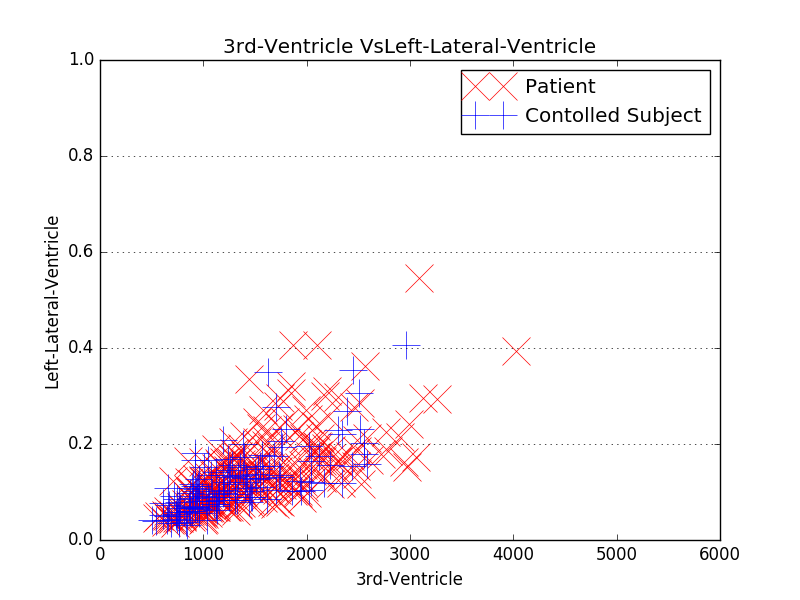 3rd-Ventricle VsLeft-Lateral-Ventricle
Patient
Contolled Subject
1.0
0.8
0.6
0.4
0.2
0.0
Left-Lateral-Ventricle
0
1000
2000
3000
4000
5000
6000
3rd-Ventricle